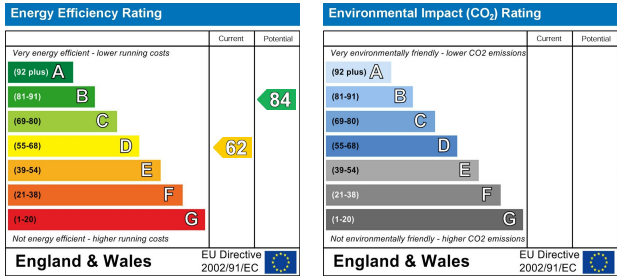 Energy Efficiency Rating
Current Potential
Very energy efficient - lower running costs
(92 plus) A
(81-91) B
84
(69-80) C
(55-68) D
62
(39-54) E
(21-38) F
(1-20) G
Not energy efficient - higher running costs
England & Wales
EU Directive
2002/91/EC
Environmental Impact (CO₂) Rating
Current Potential
Very environmentally friendly - lower CO2 emissions
(92 plus) A
(81-91) B
(69-80) C
(55-68) D
(39-54) E
(21-38) F
(1-20) G
Not environmentally friendly - higher CO2 emissions
England & Wales
EU Directive
2002/91/EC